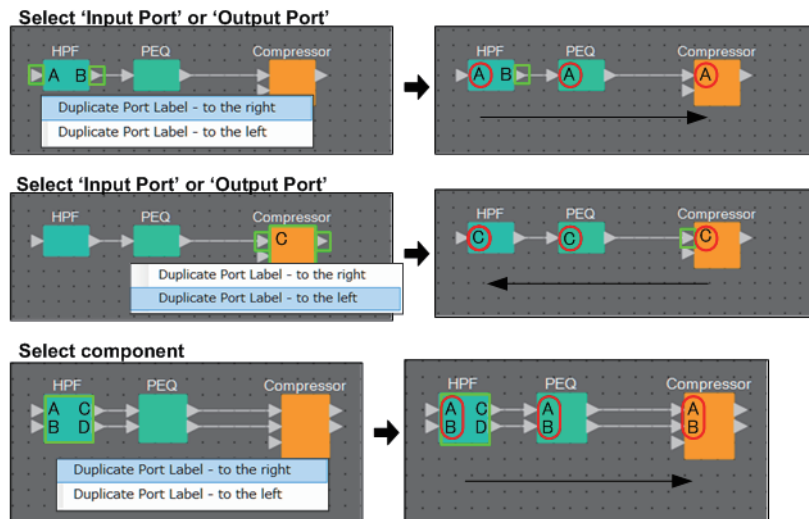 Select 'Input Port' or 'Output Port'
HPF PEQ Compressor
A B
Duplicate Port Label - to the right
Duplicate Port Label - to the left
HPF PEQ Compressor
A B A A
Select 'Input Port' or 'Output Port'
HPF PEQ Compressor
C
Duplicate Port Label - to the right
Duplicate Port Label - to the left
HPF PEQ Compressor
C C C
Select component
HPF PEQ Compressor
A C
B D
Duplicate Port Label - to the right
Duplicate Port Label - to the left
HPF PEQ Compressor
A C A A
B D B B